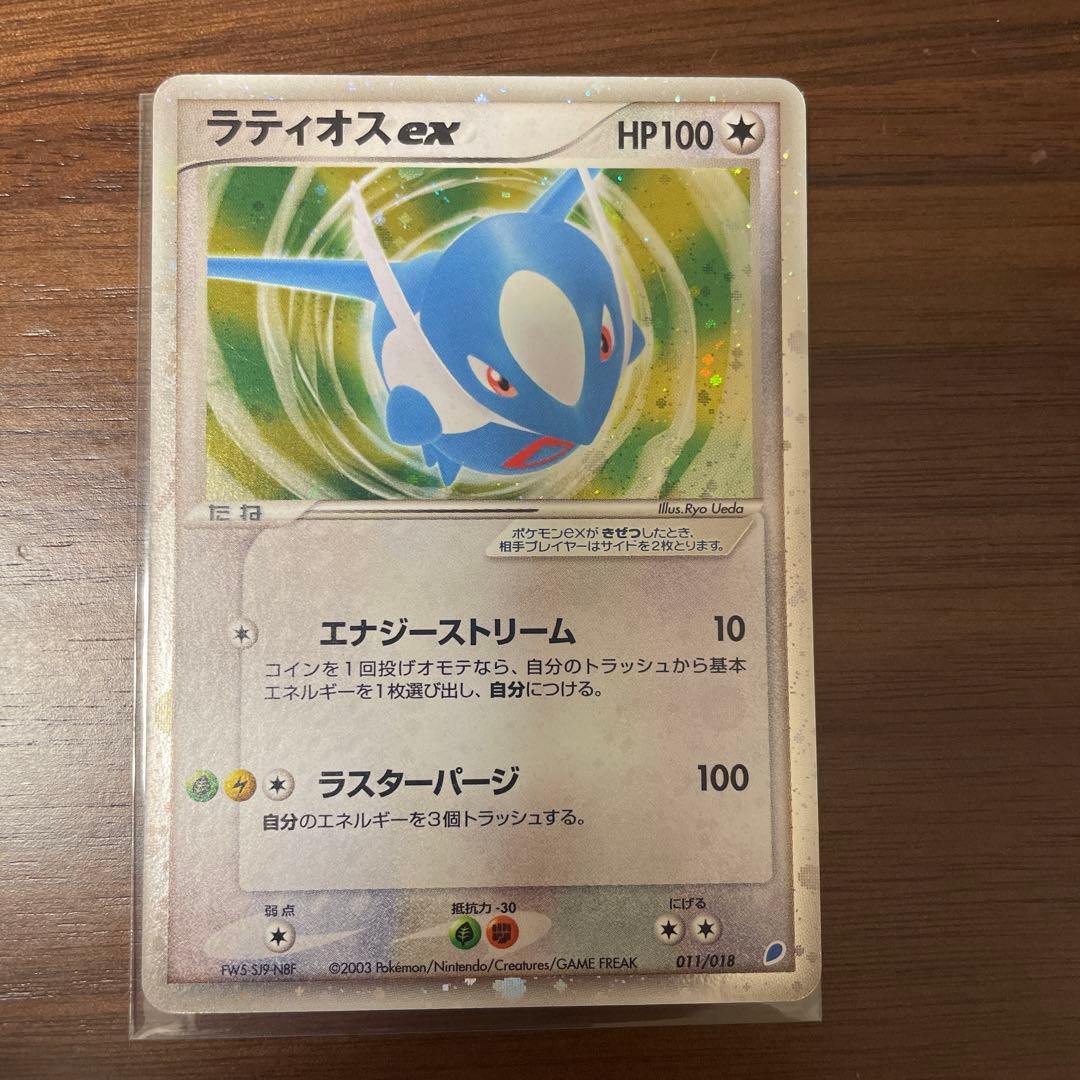 ラティオスex HP100
たね Illus.Ryo Ueda
ポケモンexが きぜつしたとき、
相手プレイヤーはサイドを2枚とります。
エナジーストリーム 10
コインを1回投げオモテなら、自分のトラッシュから基本
エネルギーを1枚選び出し、自分につける。
ラスターパージ 100
自分のエネルギーを3個トラッシュする。
弱点 抵抗力 -30 にげる
FW5-SJ9-N8F ©2003 Pokémon/Nintendo/Creatures/GAME FREAK 011/018